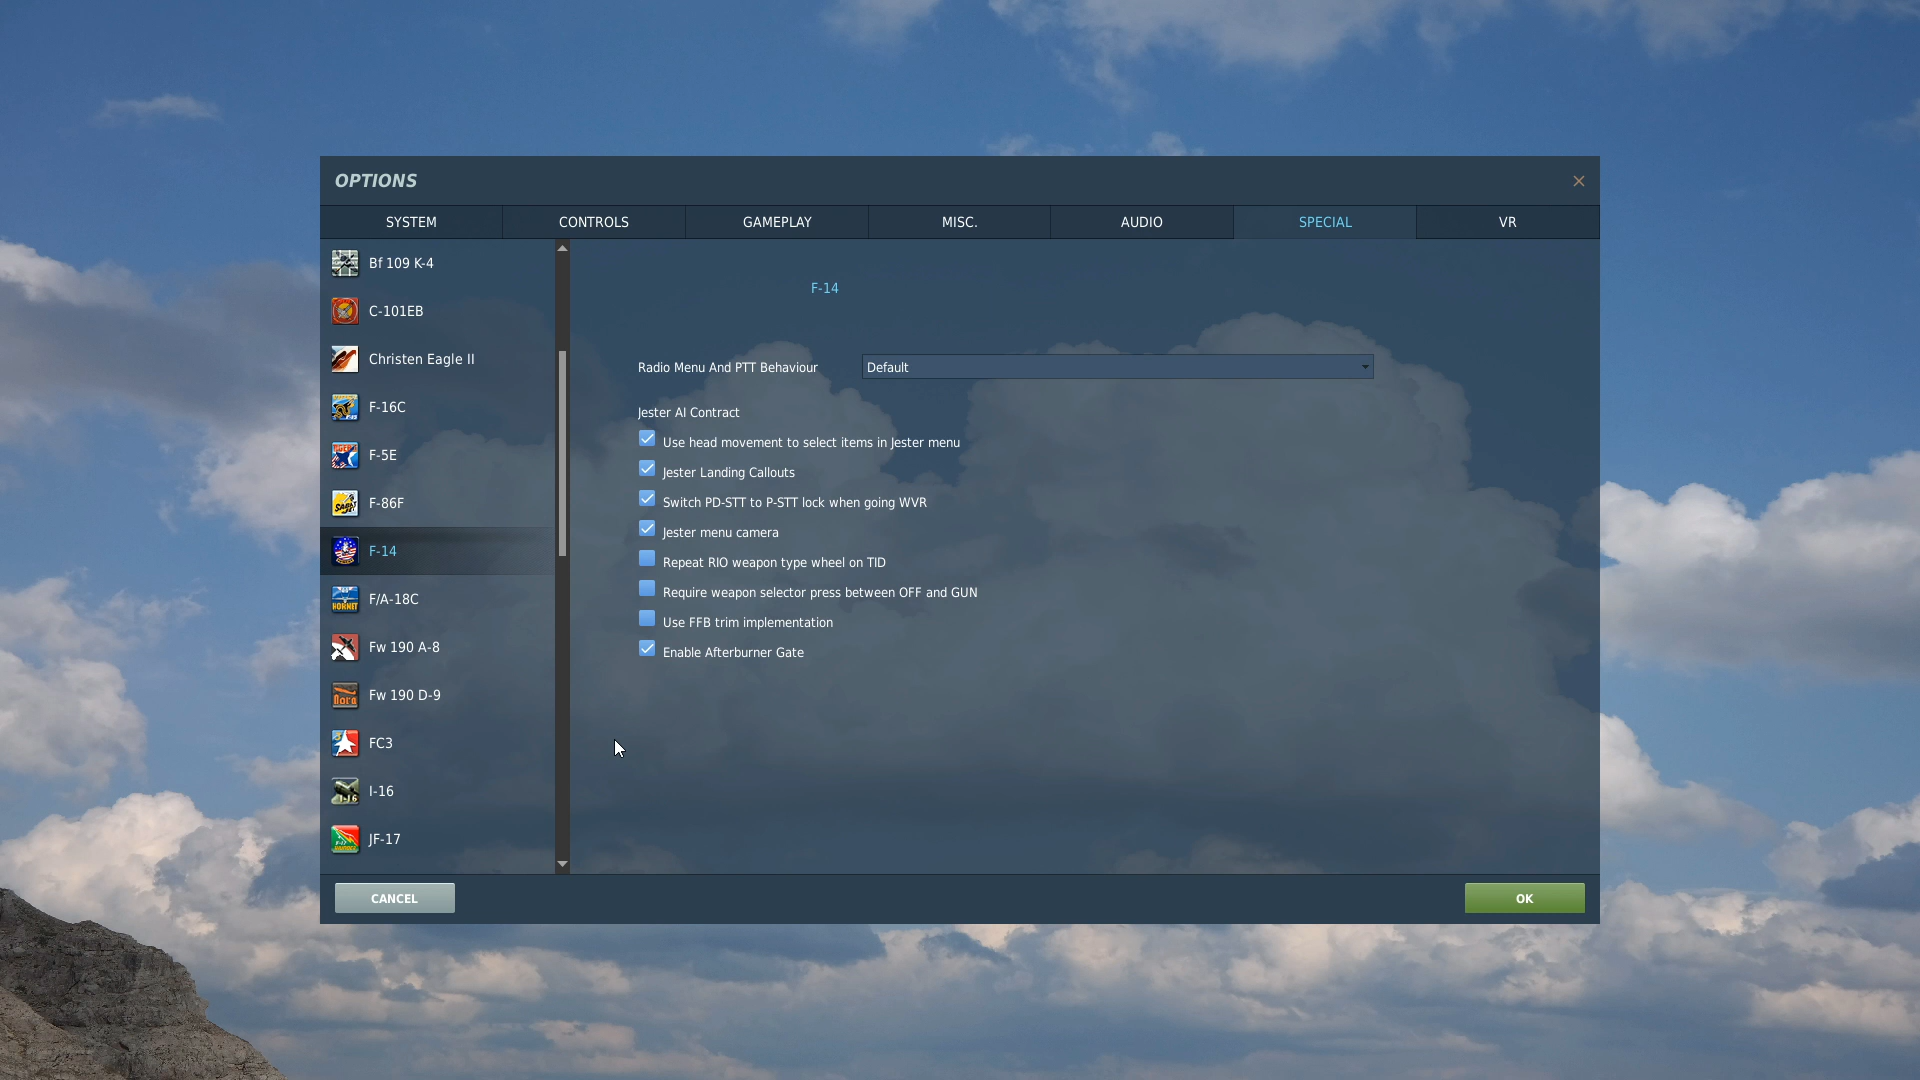 OPTIONS
SYSTEM CONTROLS GAMEPLAY MISC. AUDIO SPECIAL VR
Bf 109 K-4
C-101EB
Christen Eagle II
F-16C
F-5E
F-86F
F-14
F/A-18C
Fw 190 A-8
Fw 190 D-9
FC3
I-16
JF-17
F-14
Radio Menu And PTT Behaviour Default
Jester AI Contract
Use head movement to select items in Jester menu
Jester Landing Callouts
Switch PD-STT to P-STT lock when going WVR
Jester menu camera
Repeat RIO weapon type wheel on TID
Require weapon selector press between OFF and GUN
Use FFB trim implementation
Enable Afterburner Gate
CANCEL OK